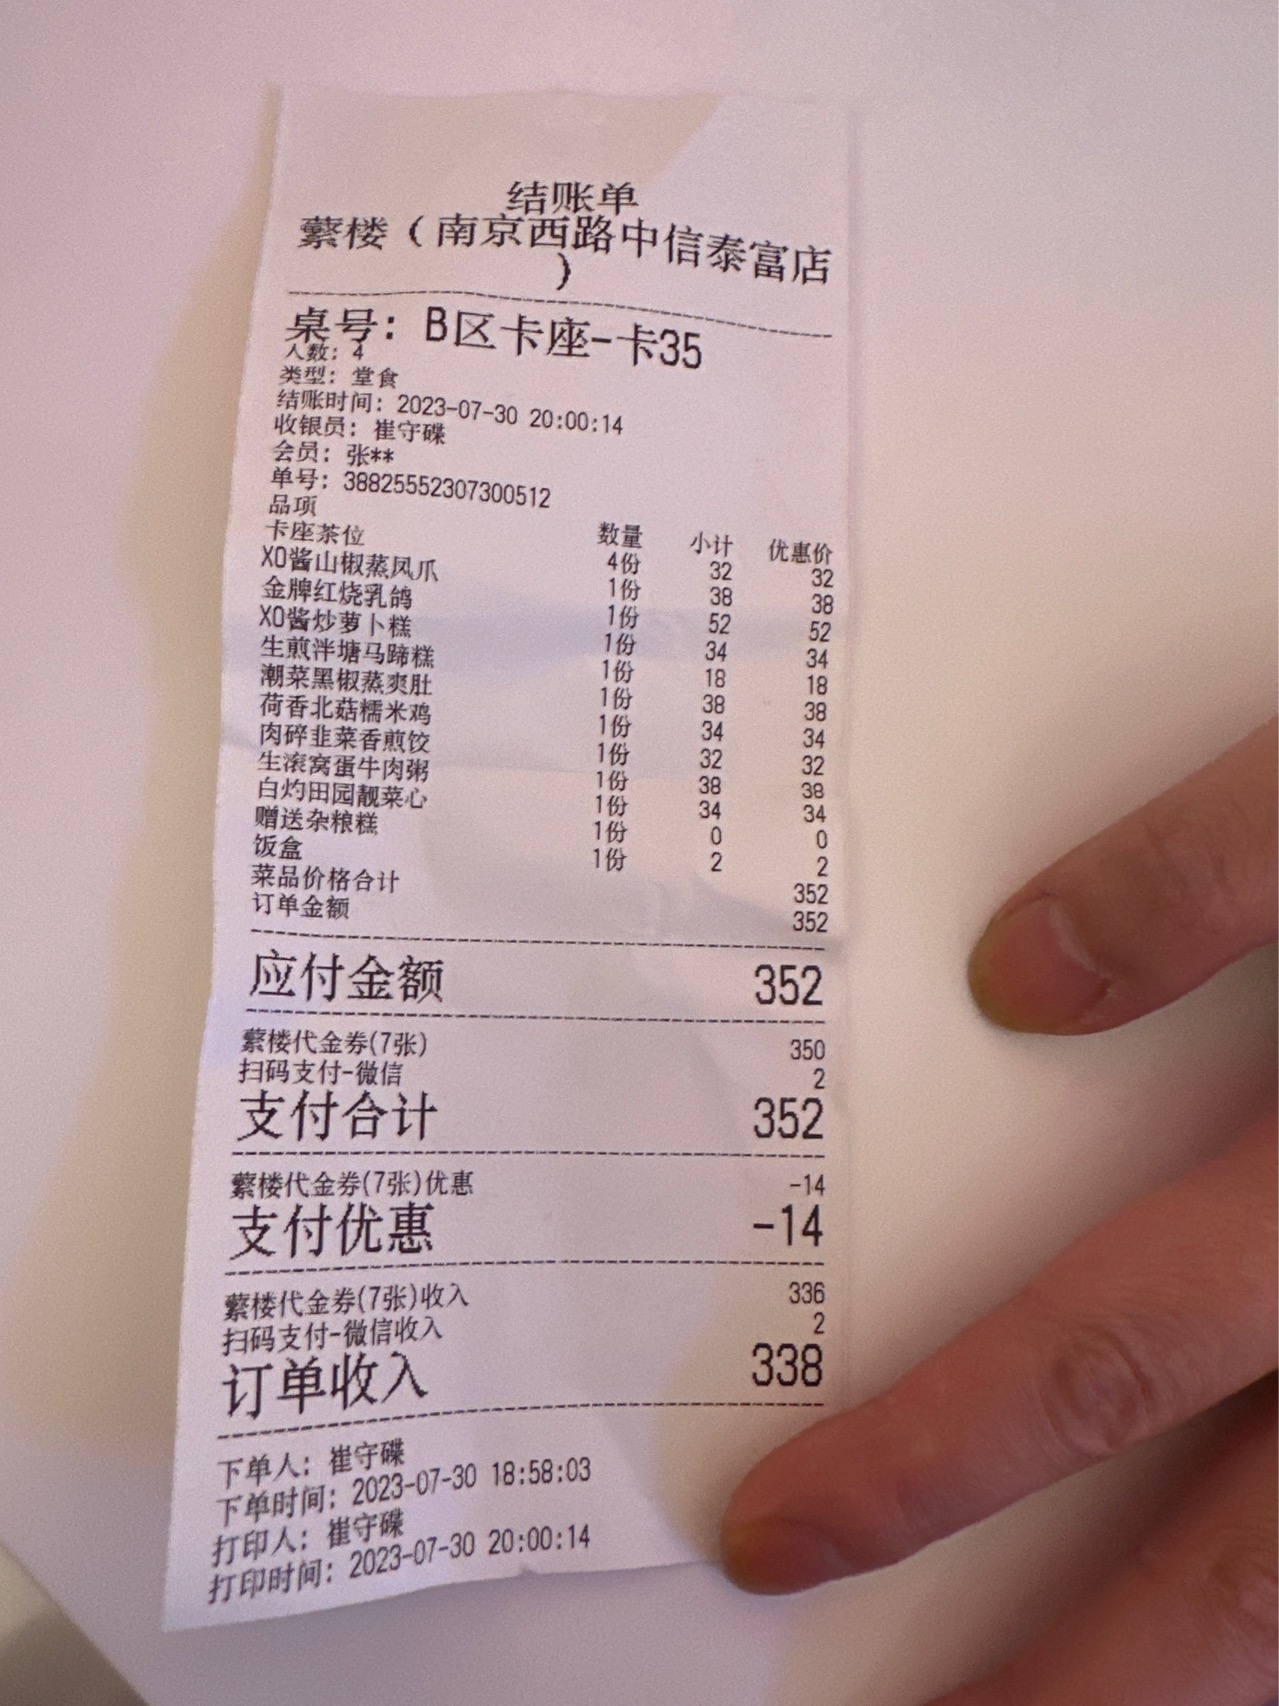 结账单
蘩楼（南京西路中信泰富店
）
桌号：B区卡座-卡35
人数：4
类型：堂食
结账时间：2023-07-30 20:00:14
收银员：崔守碟
会员：张**
单号：38825552307300512
品项 数量 小计 优惠价
卡座茶位 4份 32 32
XO酱山椒蒸凤爪 1份 38 38
金牌红烧乳鸽 1份 52 52
XO酱炒萝卜糕 1份 34 34
生煎泮塘马蹄糕 1份 18 18
潮菜黑椒蒸爽肚 1份 38 38
荷香北菇糯米鸡 1份 34 34
肉碎韭菜香煎饺 1份 32 32
生滚窝蛋牛肉粥 1份 38 38
白灼田园靓菜心 1份 34 34
赠送杂粮糕 1份 0 0
饭盒 1份 2 2
菜品价格合计 352
订单金额 352
应付金额 352
蘩楼代金券(7张) 350
扫码支付-微信 2
支付合计 352
蘩楼代金券(7张)优惠 -14
支付优惠 -14
蘩楼代金券(7张)收入 336
扫码支付-微信收入 2
订单收入 338
下单人：崔守碟
下单时间：2023-07-30 18:58:03
打印人：崔守碟
打印时间：2023-07-30 20:00:14